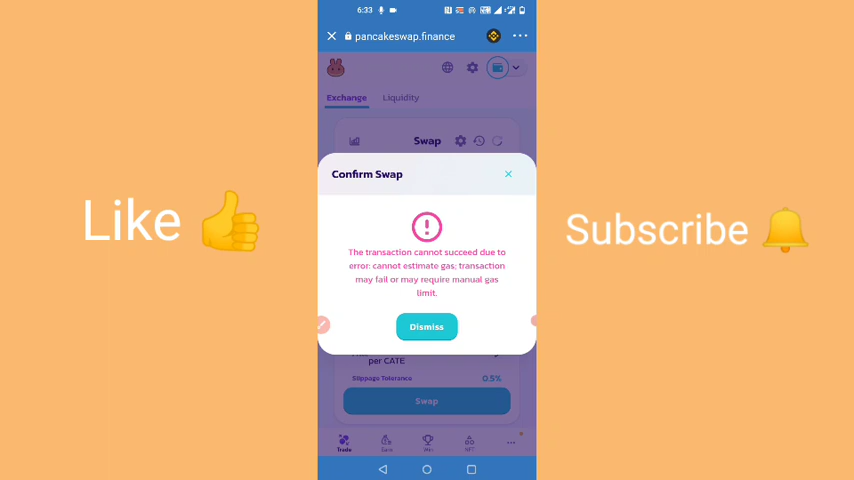 6:33
pancakeswap.finance
Exchange Liquidity
Swap
Confirm Swap
Like
Subscribe
The transaction cannot succeed due to
error: cannot estimate gas; transaction
may fail or may require manual gas
limit.
Dismiss
per CATE
Slippage Tolerance 0.5%
Swap
Trade Earn Win NFT